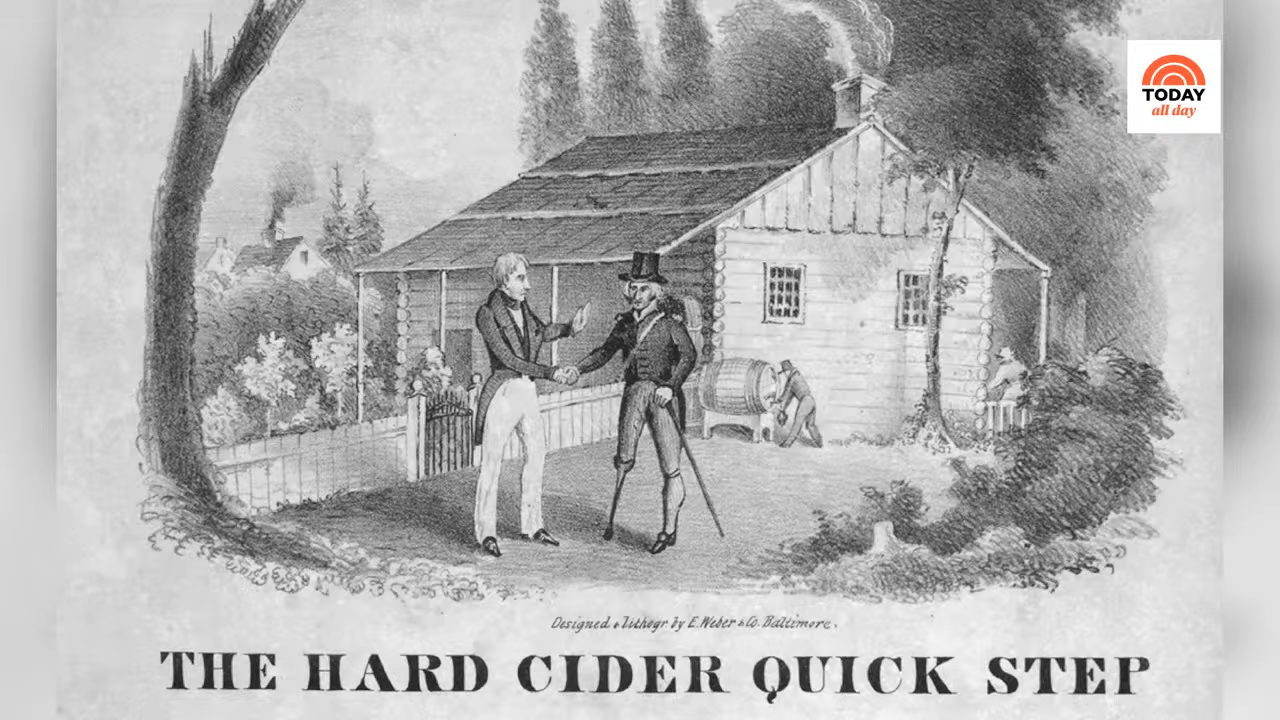 TODAY
all day
Designed & lithogr. by E. Weber & Co. Baltimore.
THE HARD CIDER QUICK STEP